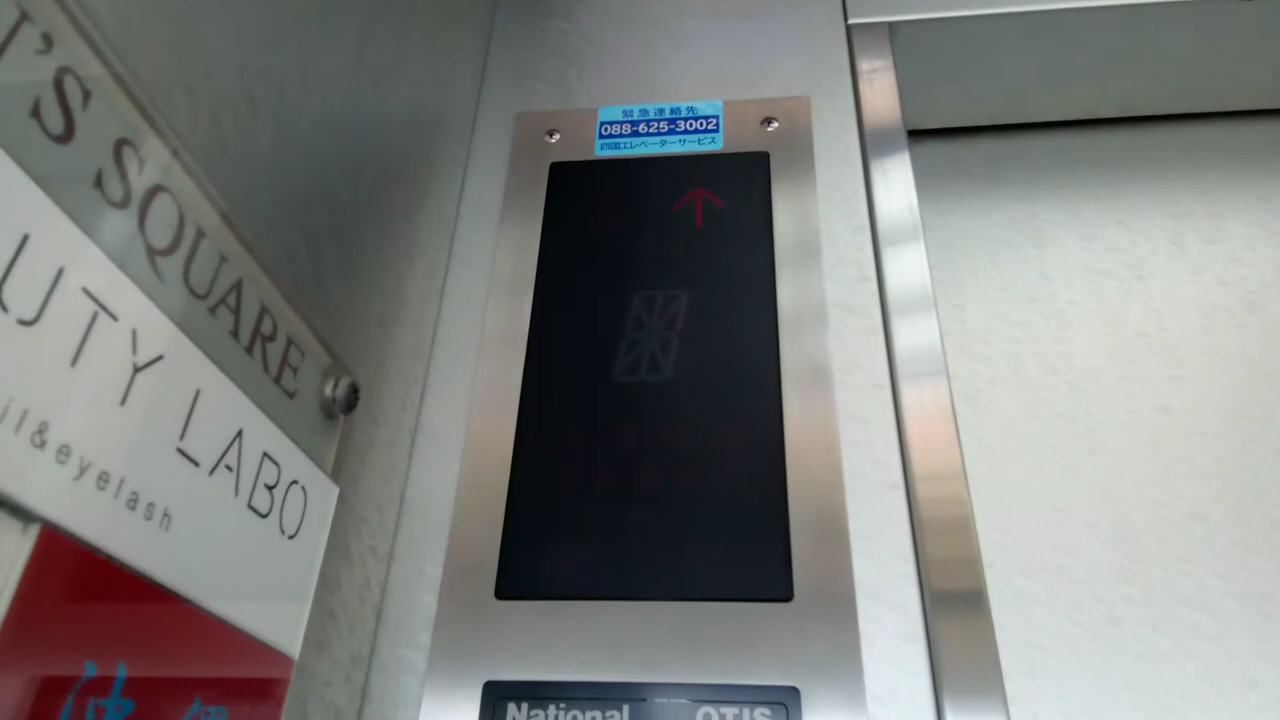 I'S SQUARE
UTY LABO
il&eyelash
緊急連絡先
088-625-3002
四国エレベーターサービス
National OTIS